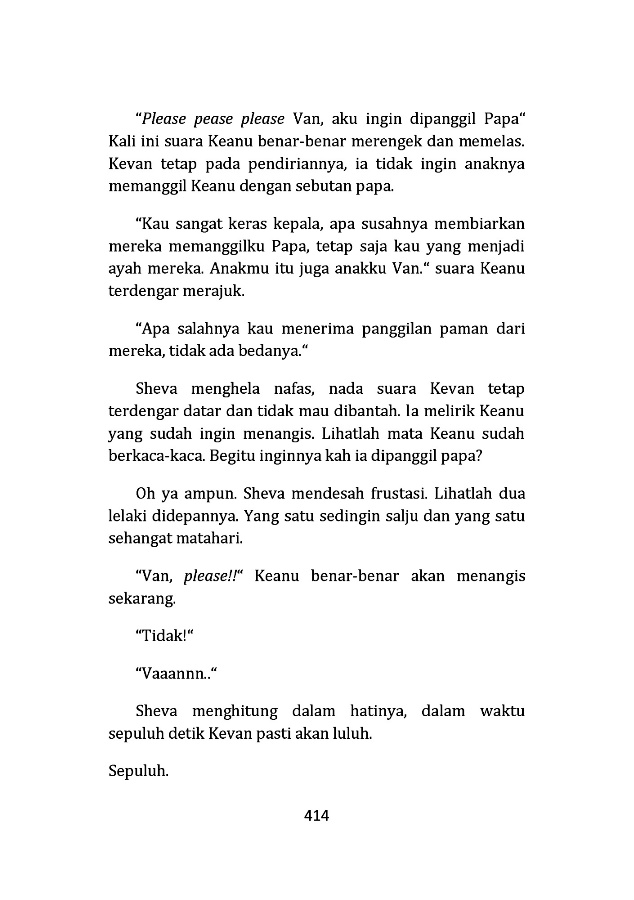 “Please pease please Van, aku ingin dipanggil Papa“
Kali ini suara Keanu benar-benar merengek dan memelas.
Kevan tetap pada pendiriannya, ia tidak ingin anaknya
memanggil Keanu dengan sebutan papa.
“Kau sangat keras kepala, apa susahnya membiarkan
mereka memanggilku Papa, tetap saja kau yang menjadi
ayah mereka. Anakmu itu juga anakku Van.“ suara Keanu
terdengar merajuk.
“Apa salahnya kau menerima panggilan paman dari
mereka, tidak ada bedanya.“
Sheva menghela nafas, nada suara Kevan tetap
terdengar datar dan tidak mau dibantah. Ia melirik Keanu
yang sudah ingin menangis. Lihatlah mata Keanu sudah
berkaca-kaca. Begitu inginnya kah ia dipanggil papa?
Oh ya ampun. Sheva mendesah frustasi. Lihatlah dua
lelaki didepannya. Yang satu sedingin salju dan yang satu
sehangat matahari.
“Van, please!!“ Keanu benar-benar akan menangis
sekarang.
“Tidak!“
“Vaaannn..“
Sheva menghitung dalam hatinya, dalam waktu
sepuluh detik Kevan pasti akan luluh.
Sepuluh.
414